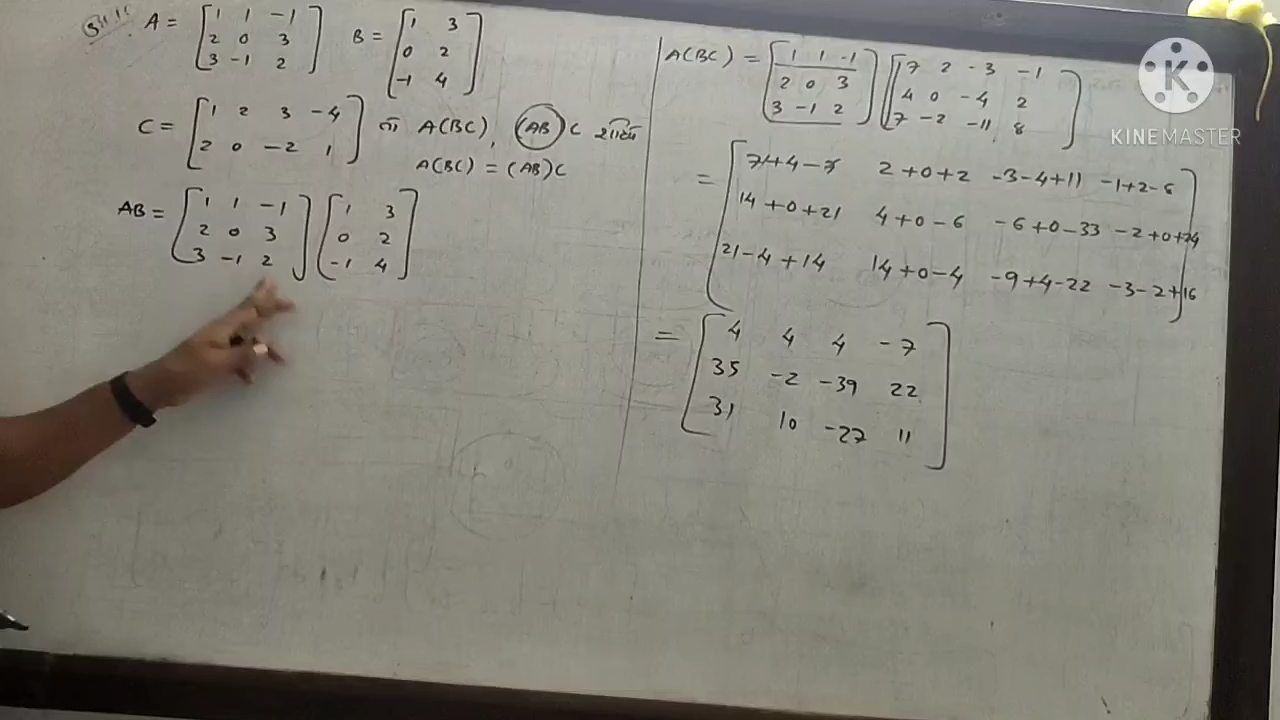 A = [ 1 1 -1
2 0 3
3 -1 2 ]
B = [ 1 3
0 2
-1 4 ]
C = [ 1 2 3 -4
2 0 -2 1 ]
તો A(BC), (AB)C શોધો
A(BC) = (AB)C
AB = [ 1 1 -1
2 0 3
3 -1 2 ]
[ 1 3
0 2
-1 4 ]
A(BC) = [ 1 1 -1
2 0 3
3 -1 2 ]
[ 7 2 -3 -1
4 0 -4 2
7 -2 -11 8 ]
= [ 7+4-7 2+0+2 -3-4+11 -1+2-8
14+0+21 4+0-6 -6+0-33 -2+0+24
21-4+14 14+0-4 -9+4-22 -3-2+16 ]
= [ 4 4 4 -7
35 -2 -39 22
31 10 -27 11 ]
K
KINEMASTER